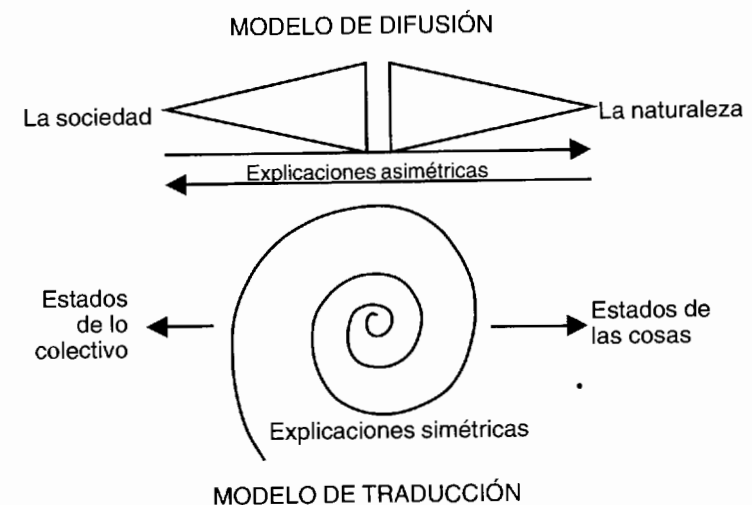 MODELO DE DIFUSIÓN
La sociedad
La naturaleza
Explicaciones asimétricas
Estados
de lo
colectivo
Estados de
las cosas
Explicaciones simétricas
MODELO DE TRADUCCIÓN